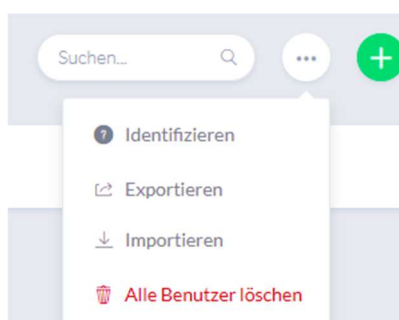 Suchen...
Identifizieren
Exportieren
Importieren
Alle Benutzer löschen